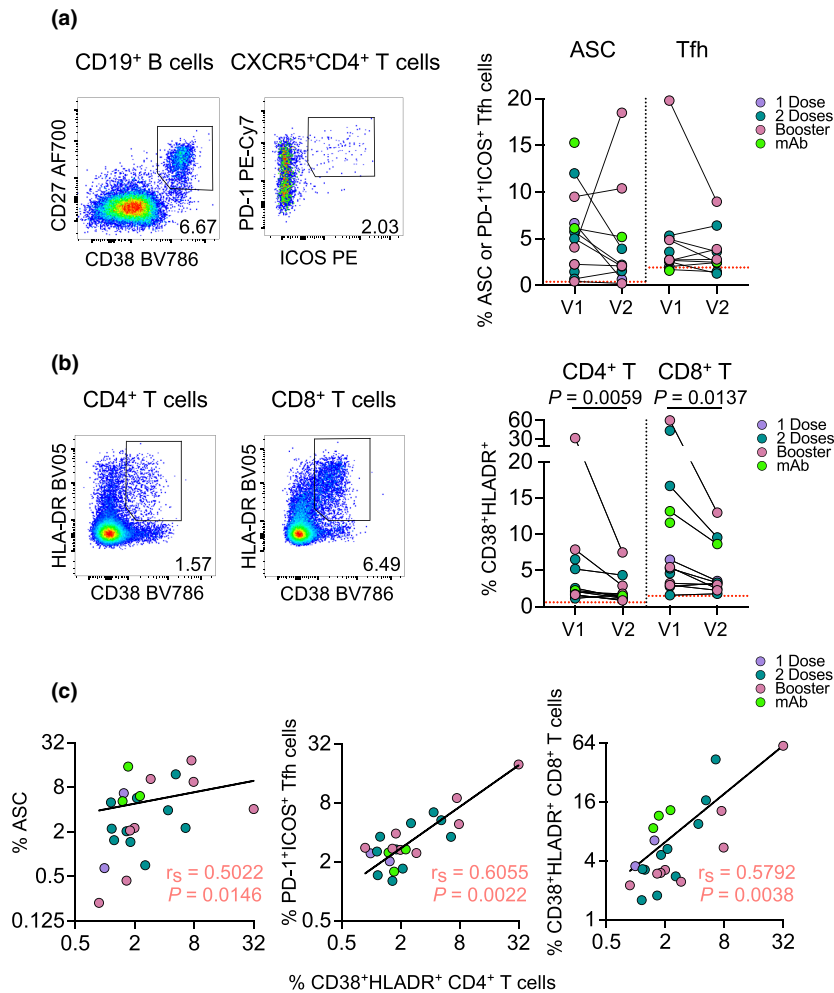 (a)
CD19⁺ B cells
CXCR5⁺CD4⁺ T cells
CD27 AF700
6.67
CD38 BV786
PD-1 PE-Cy7
2.03
ICOS PE
ASC
Tfh
% ASC or PD-1⁺ICOS⁺ Tfh cells
20
15
10
5
0
V1
V2
V1
V2
1 Dose
2 Doses
Booster
mAb
(b)
CD4⁺ T cells
CD8⁺ T cells
HLA-DR BV05
1.57
CD38 BV786
HLA-DR BV05
6.49
CD38 BV786
CD4⁺ T
CD8⁺ T
P = 0.0059
P = 0.0137
% CD38⁺HLADR⁺
60
30
20
15
10
5
0
V1
V2
V1
V2
1 Dose
2 Doses
Booster
mAb
(c)
1 Dose
2 Doses
Booster
mAb
% ASC
32
8
2
0.5
0.125
rs = 0.5022
P = 0.0146
0.5
2
8
32
% PD-1⁺ICOS⁺ Tfh cells
32
8
2
0.5
rs = 0.6055
P = 0.0022
0.5
2
8
32
% CD38⁺HLADR⁺ CD8⁺ T cells
64
16
4
1
rs = 0.5792
P = 0.0038
0.5
2
8
32
% CD38⁺HLADR⁺ CD4⁺ T cells